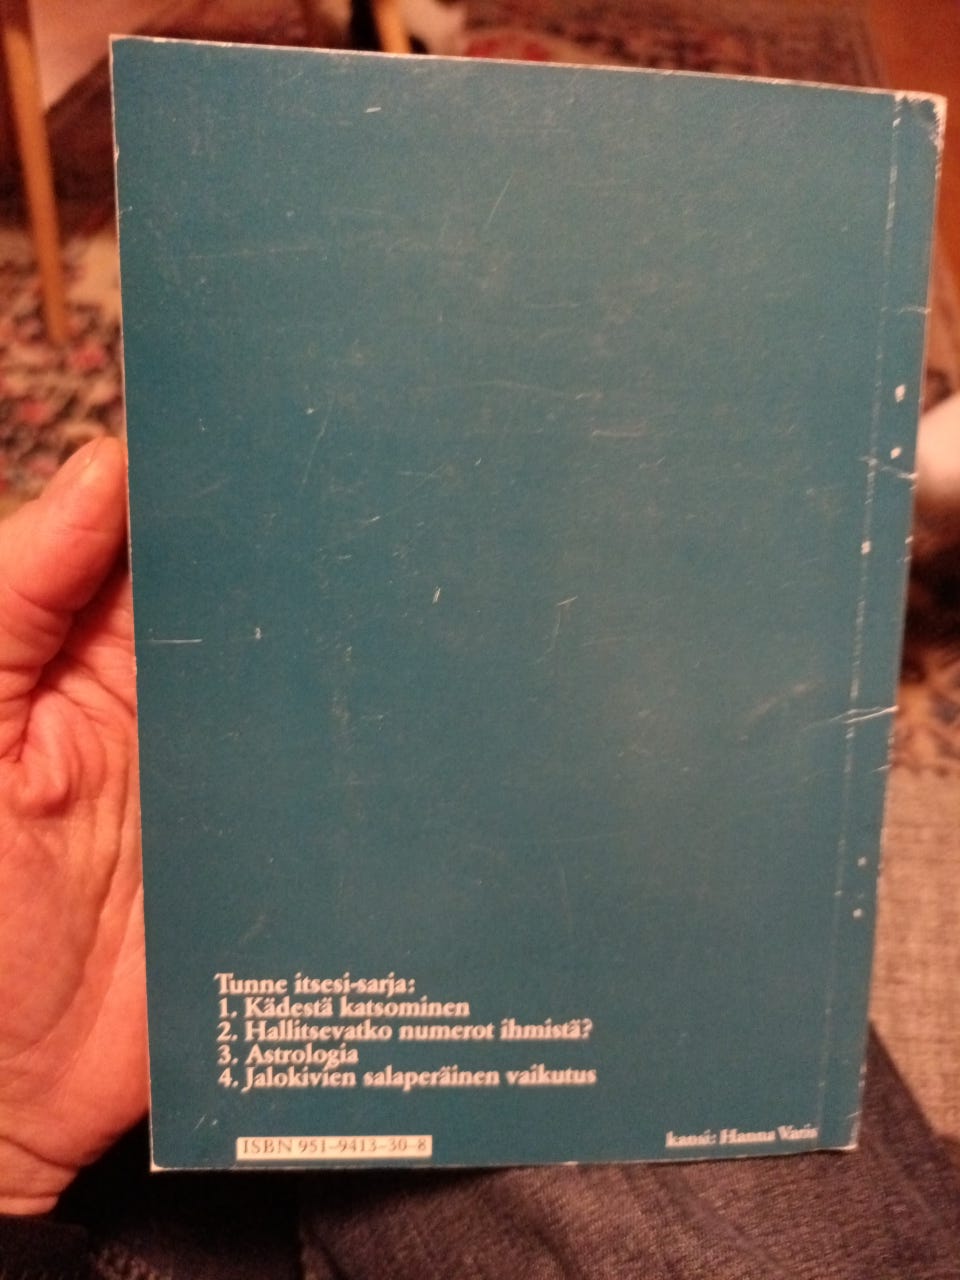 Tunne itsesi-sarja:
1. Kädestä katsominen
2. Hallitsevatko numerot ihmistä?
3. Astrologia
4. Jalokivien salaperäinen vaikutus
ISBN 951-9413-30-8
kansi: Hanna Varis